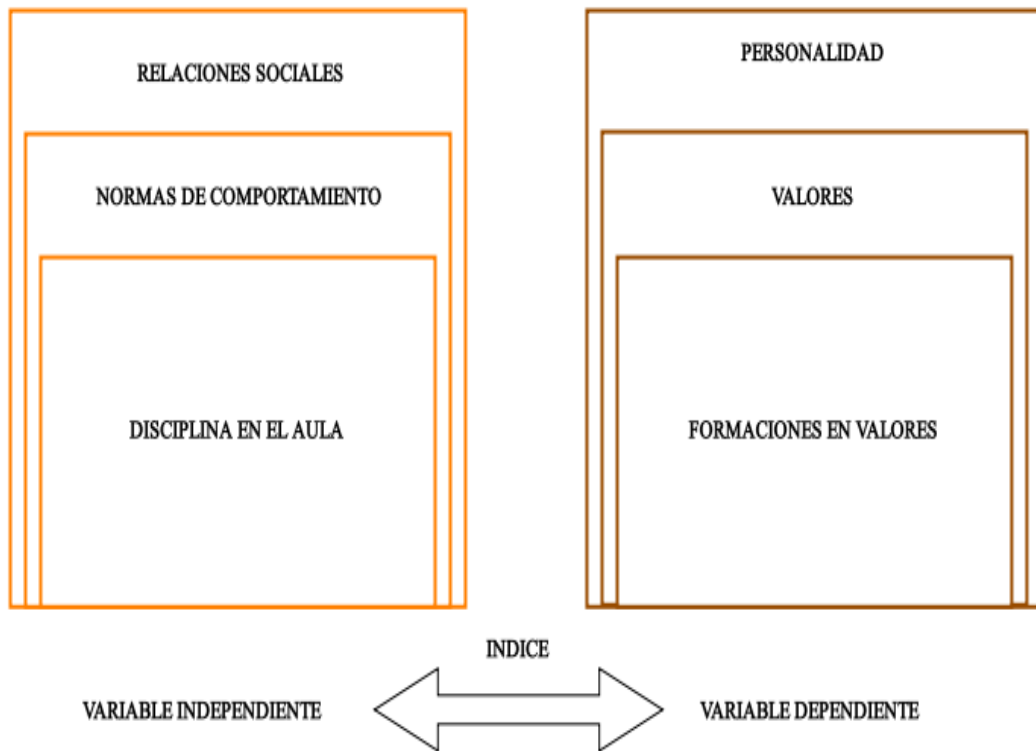 RELACIONES SOCIALES
NORMAS DE COMPORTAMIENTO
DISCIPLINA EN EL AULA
PERSONALIDAD
VALORES
FORMACIONES EN VALORES
INDICE
VARIABLE INDEPENDIENTE
VARIABLE DEPENDIENTE